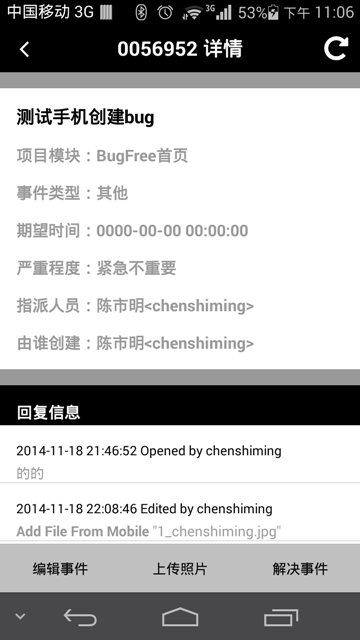 中国移动 3G 3G 53% 下午 11:06
0056952 详情
测试手机创建bug
项目模块：BugFree首页
事件类型：其他
期望时间：0000-00-00 00:00:00
严重程度：紧急不重要
指派人员：陈市明<chenshiming>
由谁创建：陈市明<chenshiming>
回复信息
2014-11-18 21:46:52 Opened by chenshiming
的的
2014-11-18 22:08:46 Edited by chenshiming
Add File From Mobile "1_chenshiming.jpg"
编辑事件 上传照片 解决事件